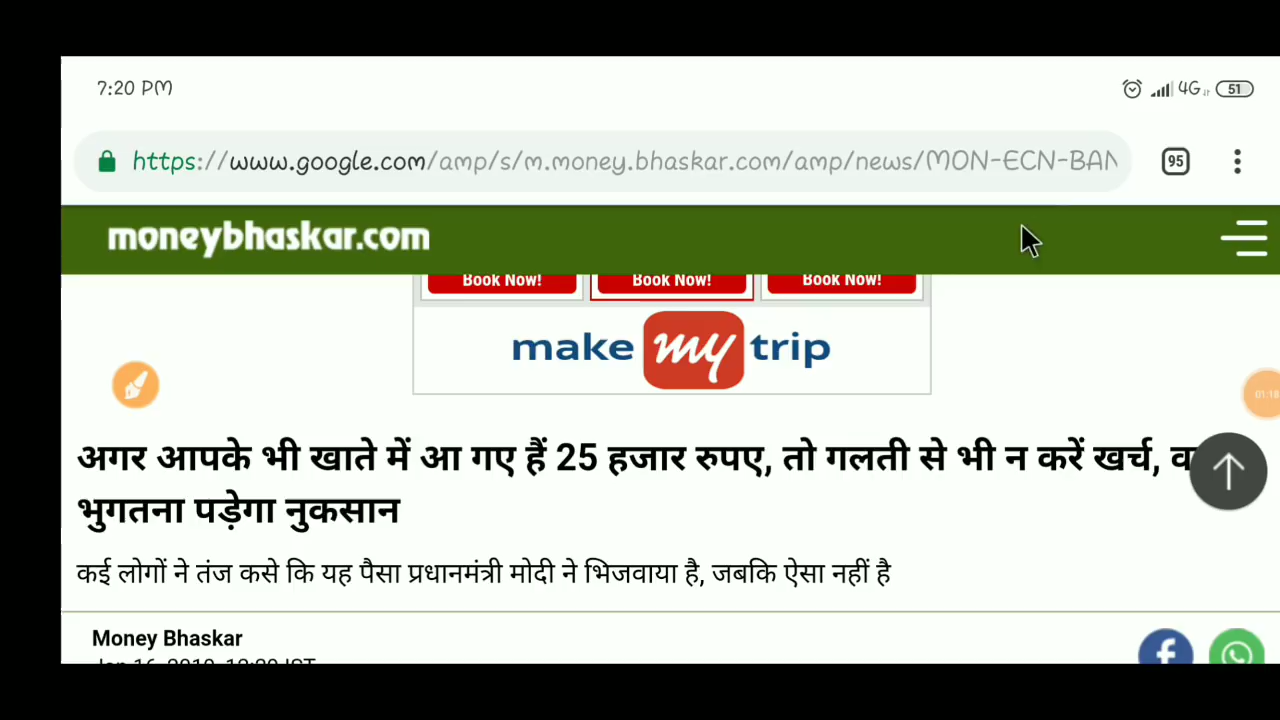 7:20 PM
4G 51
https://www.google.com/amp/s/m.money.bhaskar.com/amp/news/MON-ECN-BAN
95
moneybhaskar.com
Book Now! Book Now! Book Now!
make my trip
01:18
अगर आपके भी खाते में आ गए हैं 25 हजार रुपए, तो गलती से भी न करें खर्च,
भुगतना पड़ेगा नुकसान
कई लोगों ने तंज कसे कि यह पैसा प्रधानमंत्री मोदी ने भिजवाया है, जबकि ऐसा नहीं है
Money Bhaskar